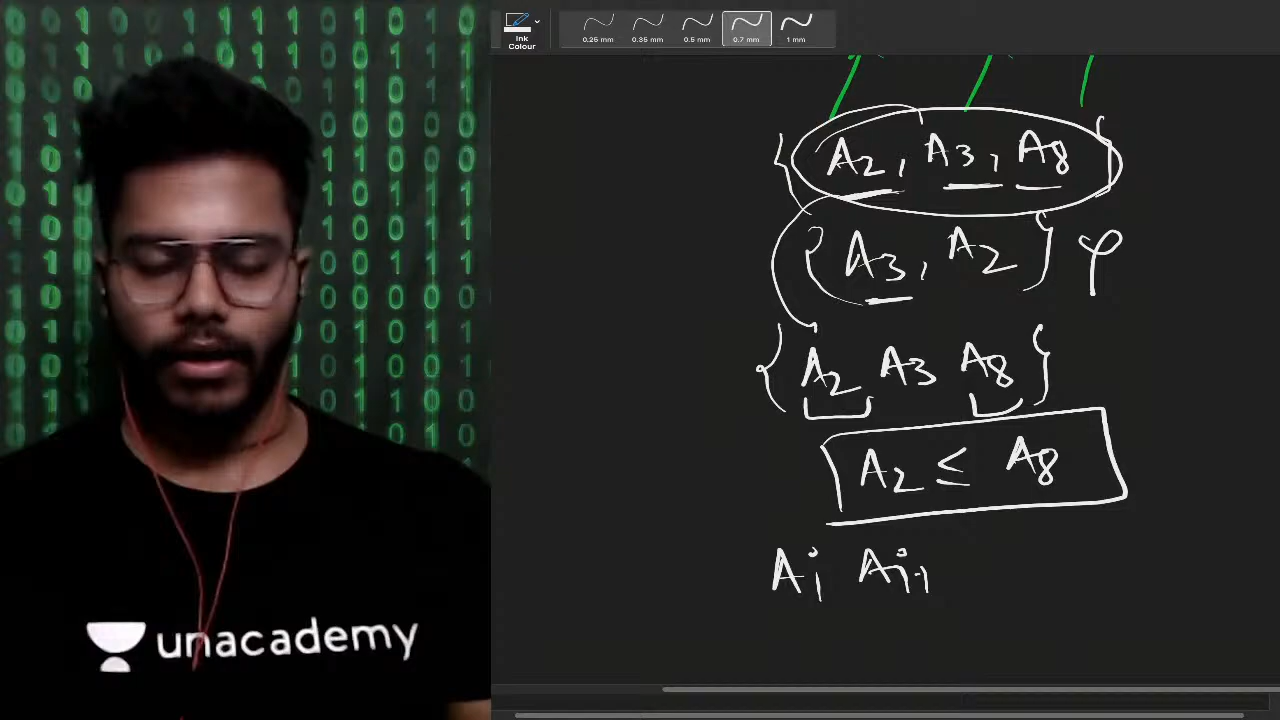 Ink
Colour
0.25 mm 0.35 mm 0.5 mm 0.7 mm 1 mm
{ A2, A3, A8 }
{ A3, A2 } φ
{ A2 A3 A8 }
A2 ≤ A8
Ai Ai-1
unacademy